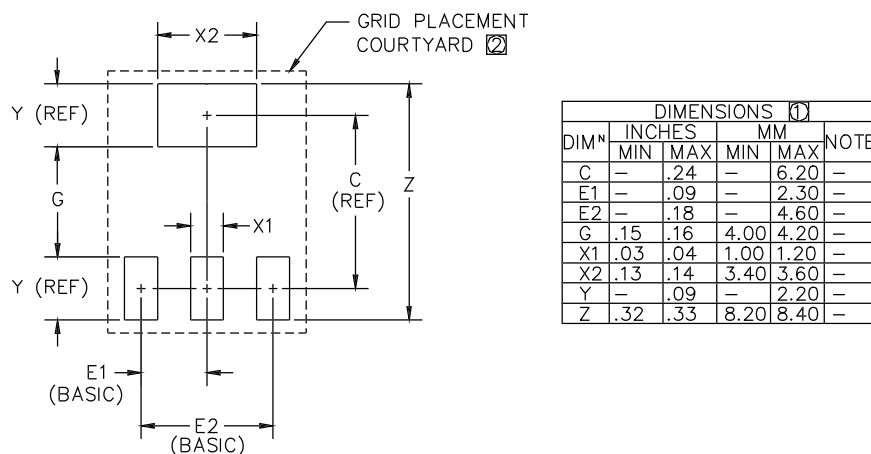 GRID PLACEMENT
COURTYARD 2
X2
Y (REF)
G
C
(REF)
Z
X1
Y (REF)
E1
(BASIC)
E2
(BASIC)
DIMENSIONS 1
DIMᴺ INCHES MM NOTE
MIN MAX MIN MAX
C – .24 – 6.20 –
E1 – .09 – 2.30 –
E2 – .18 – 4.60 –
G .15 .16 4.00 4.20 –
X1 .03 .04 1.00 1.20 –
X2 .13 .14 3.40 3.60 –
Y – .09 – 2.20 –
Z .32 .33 8.20 8.40 –